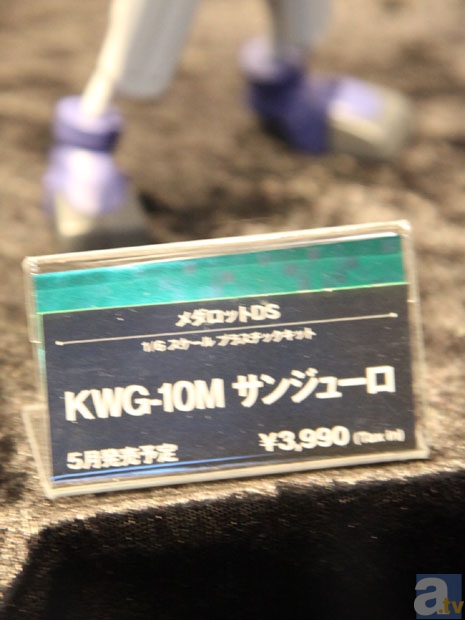 メダロットDS
1/6 スケール プラスチックキット
KWG-10M サンジューロ
5月発売予定 ¥3,990 (Tax in)
a.tv